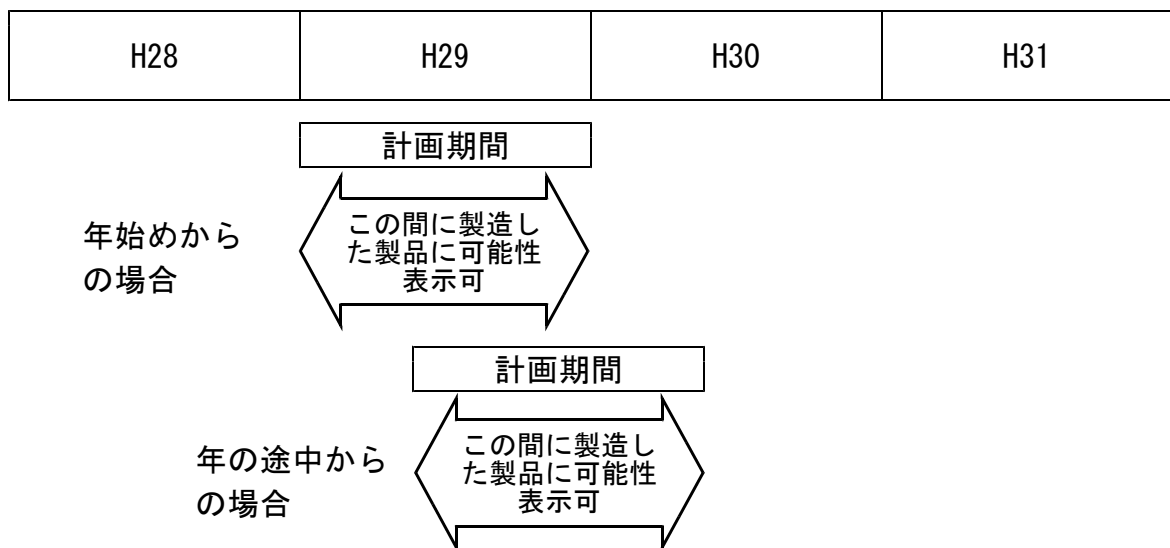 H28 H29 H30 H31
計画期間
年始めから
の場合
この間に製造し
た製品に可能性
表示可
計画期間
年の途中から
の場合
この間に製造し
た製品に可能性
表示可